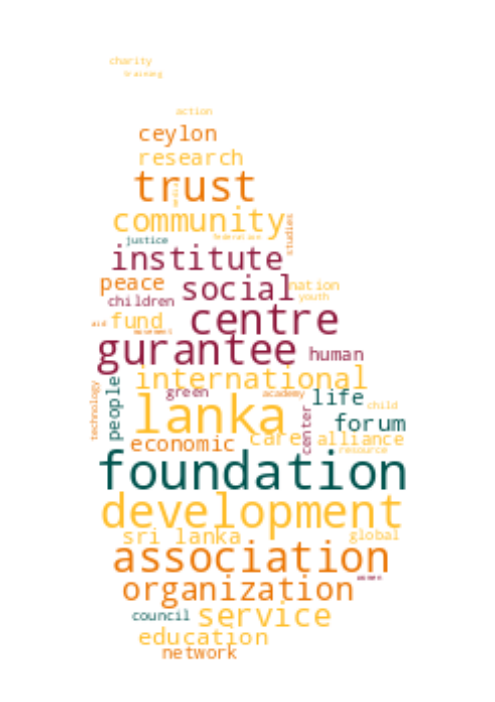 charity
training
action
ceylon
research
trust
community
justice
federation
studies
institute
peace
social
nation
children
youth
aid
fund
centre
movement
gurantee
human
international
technology
people
green
academy
life
lanka
child
center
forum
economic
care
alliance
resource
foundation
development
sri lanka
global
association
women
organization
council
service
education
network